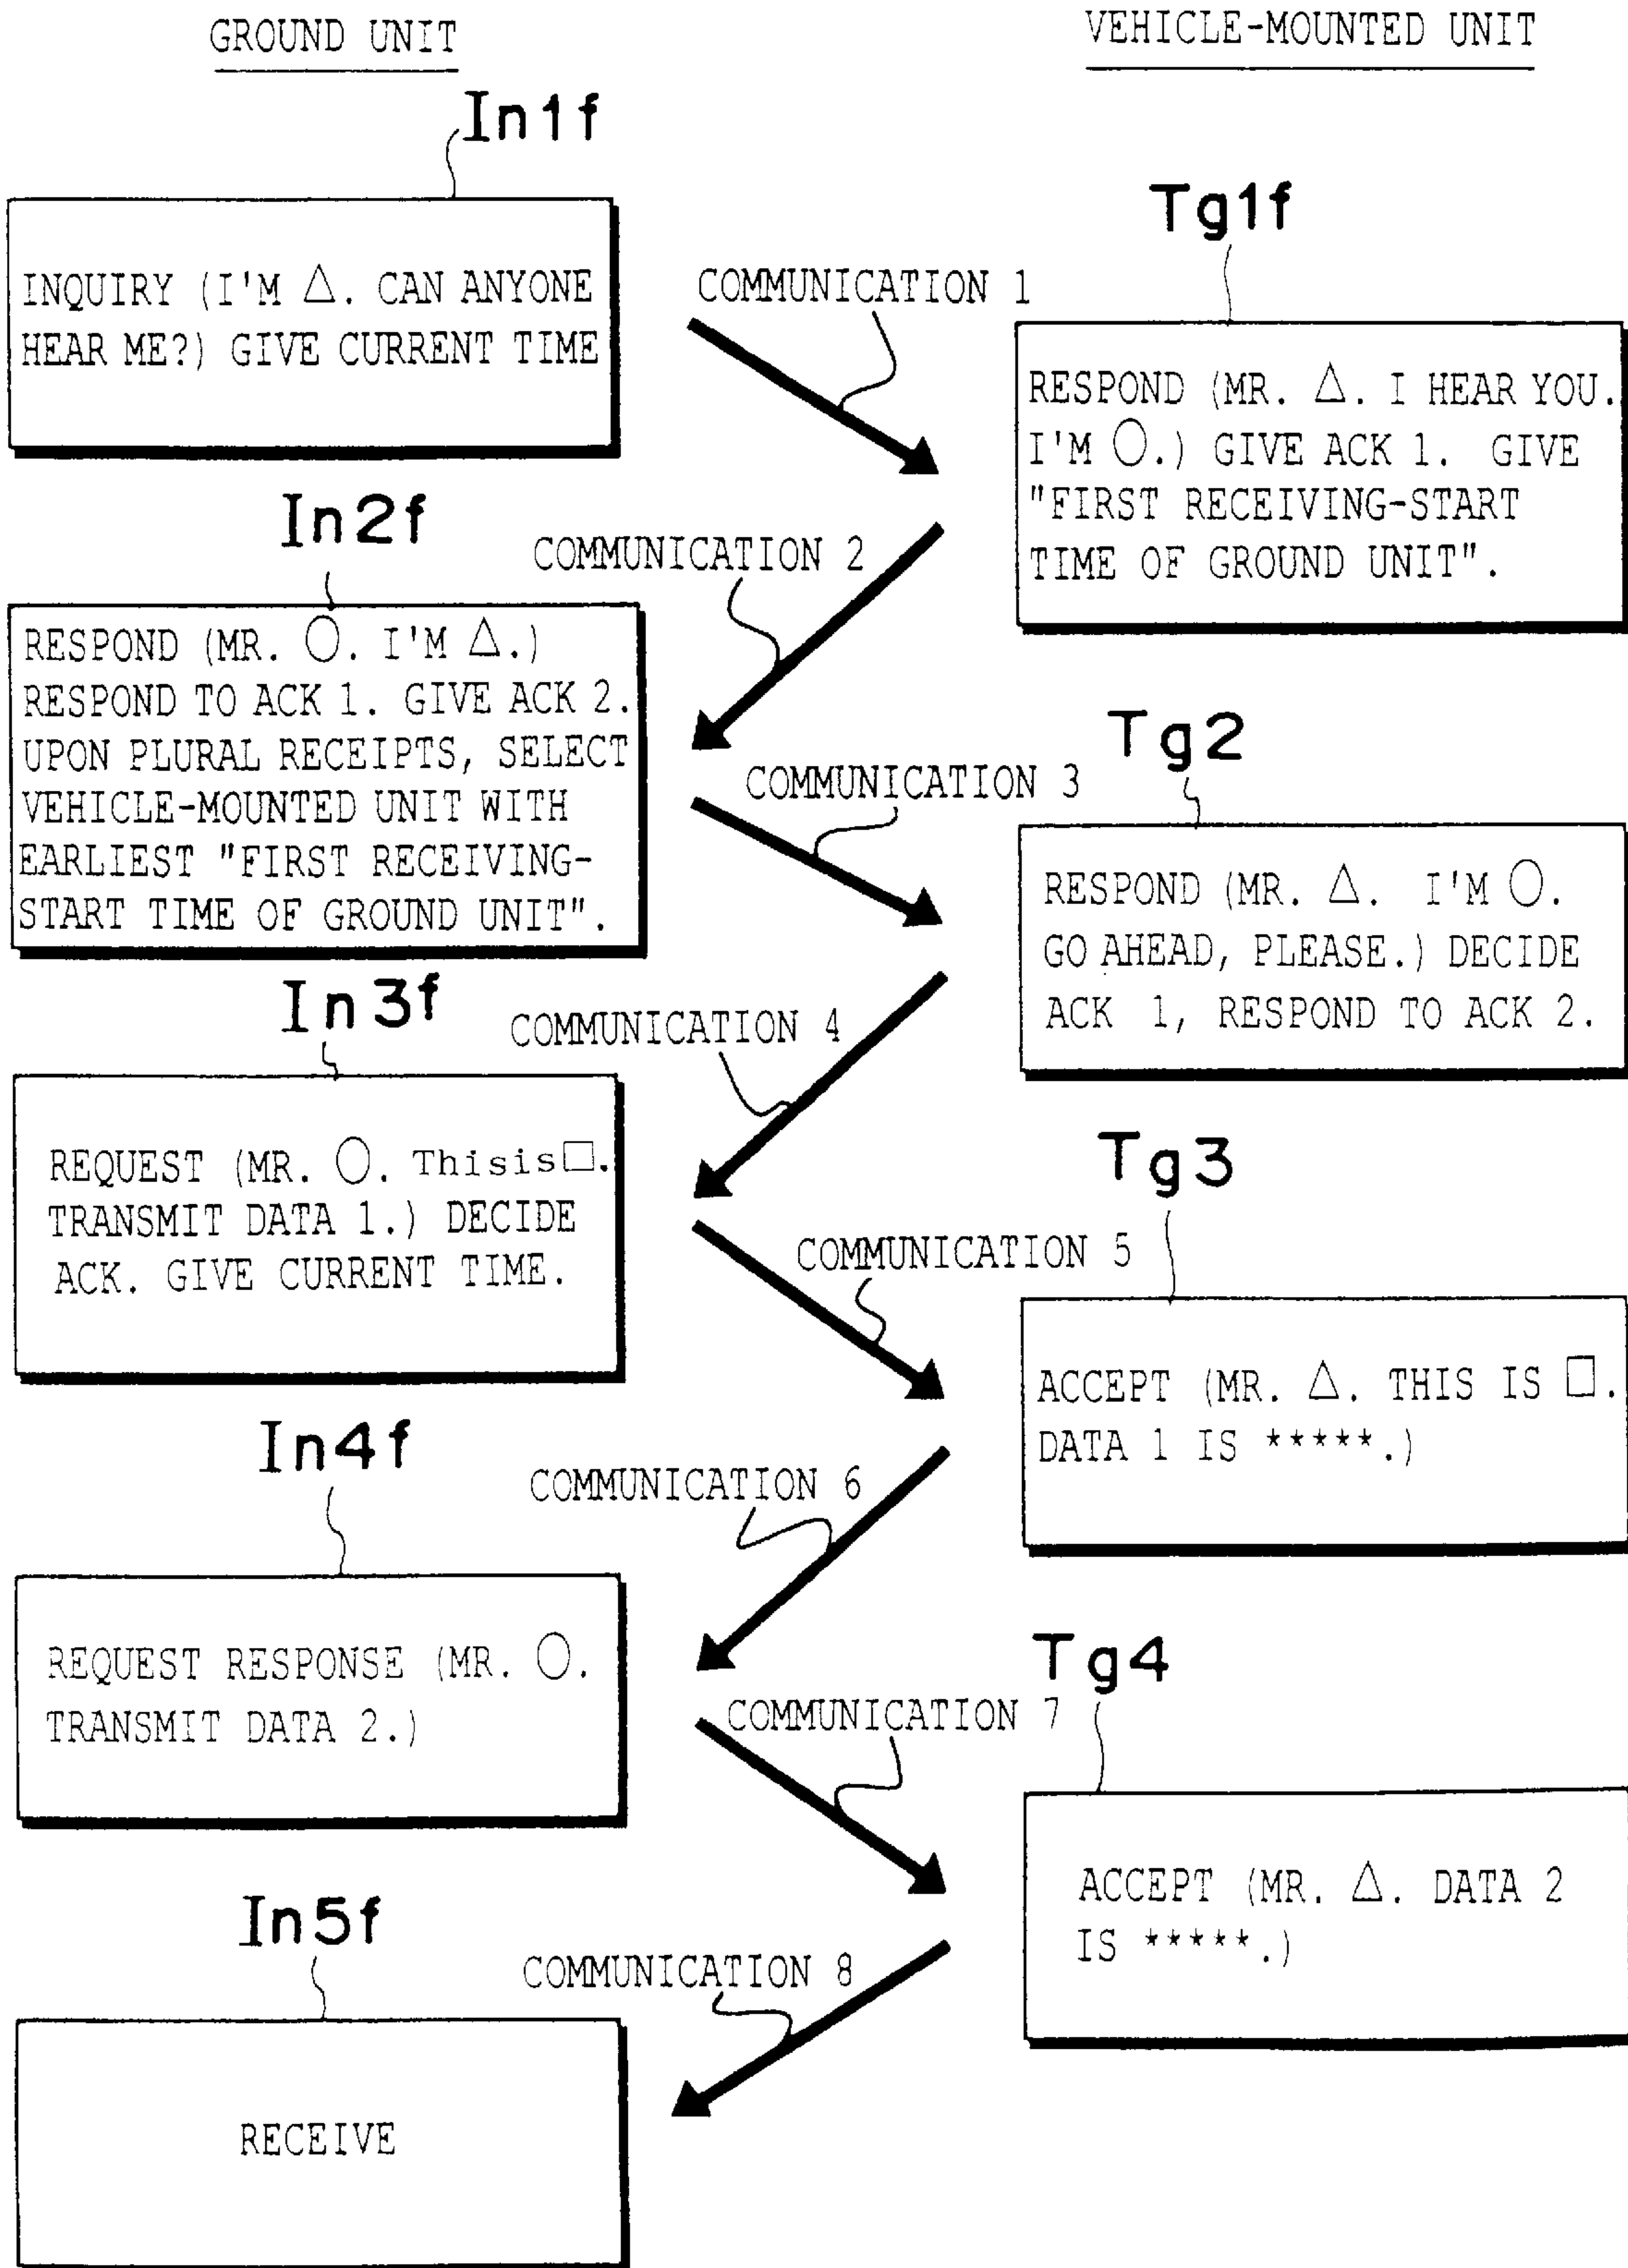 GROUND UNIT
VEHICLE-MOUNTED UNIT
In1f
INQUIRY (I'M △. CAN ANYONE
HEAR ME?) GIVE CURRENT TIME
COMMUNICATION 1
Tg1f
RESPOND (MR. △. I HEAR YOU.
I'M ○.) GIVE ACK 1. GIVE
"FIRST RECEIVING-START
TIME OF GROUND UNIT".
COMMUNICATION 2
In2f
RESPOND (MR. ○. I'M △.)
RESPOND TO ACK 1. GIVE ACK 2.
UPON PLURAL RECEIPTS, SELECT
VEHICLE-MOUNTED UNIT WITH
EARLIEST "FIRST RECEIVING-
START TIME OF GROUND UNIT".
COMMUNICATION 3
Tg2
RESPOND (MR. △. I'M ○.
GO AHEAD, PLEASE.) DECIDE
ACK 1, RESPOND TO ACK 2.
COMMUNICATION 4
In3f
REQUEST (MR. ○. Thisis□.
TRANSMIT DATA 1.) DECIDE
ACK. GIVE CURRENT TIME.
COMMUNICATION 5
Tg3
ACCEPT (MR. △. THIS IS □.
DATA 1 IS *****.)
COMMUNICATION 6
In4f
REQUEST RESPONSE (MR. ○.
TRANSMIT DATA 2.)
COMMUNICATION 7
Tg4
ACCEPT (MR. △. DATA 2
IS *****.)
COMMUNICATION 8
In5f
RECEIVE